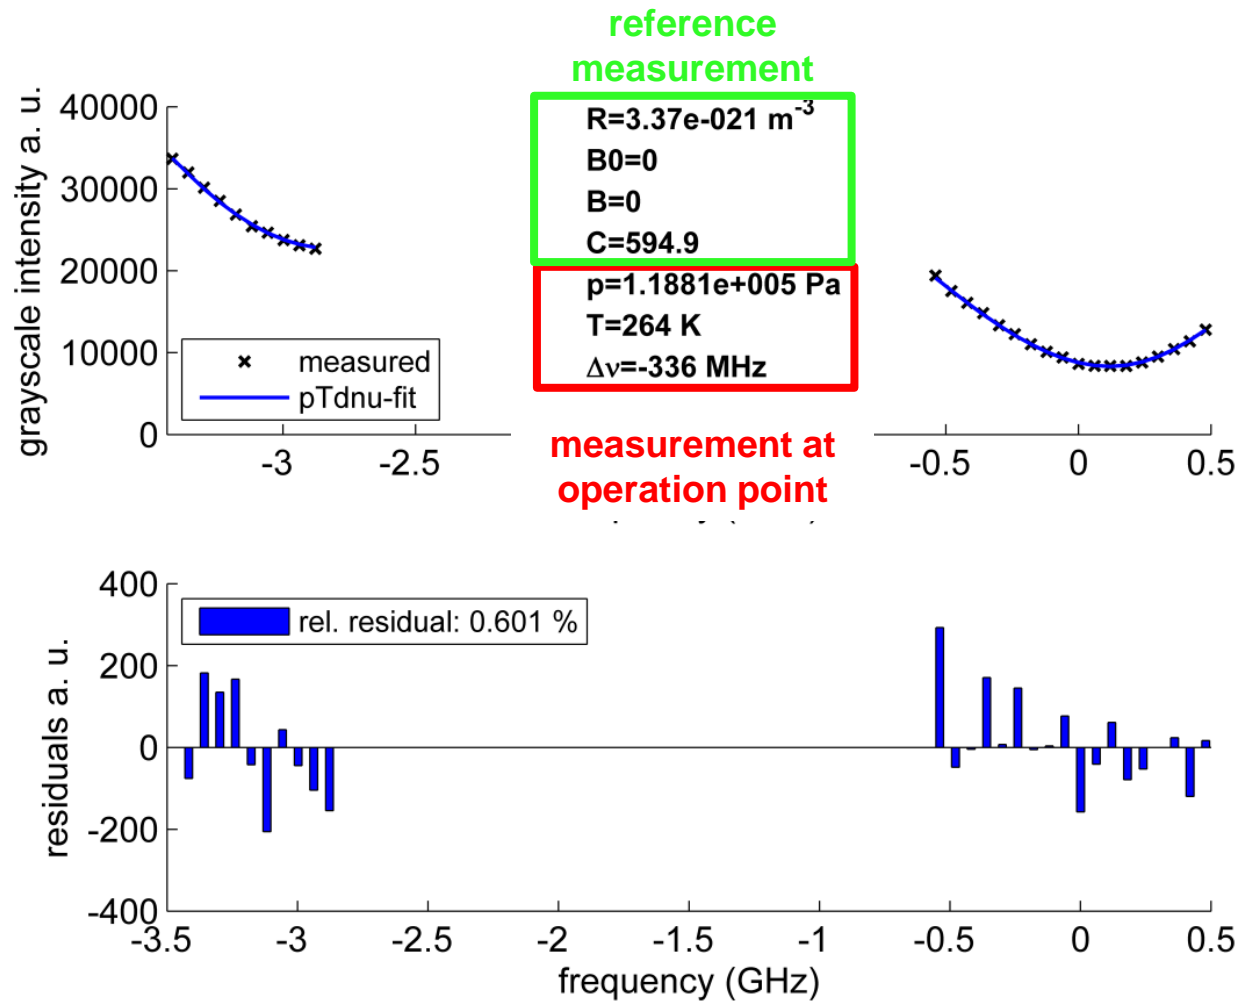 reference
measurement
grayscale intensity a. u.
40000
30000
20000
10000
0
R=3.37e-021 m-3
B0=0
B=0
C=594.9
p=1.1881e+005 Pa
T=264 K
Δν=-336 MHz
measured
pTdnu-fit
-3
-2.5
-0.5
0
0.5
measurement at
operation point
residuals a. u.
400
200
0
-200
-400
rel. residual: 0.601 %
-3.5
-3
-2.5
-2
-1.5
-1
-0.5
0
0.5
frequency (GHz)